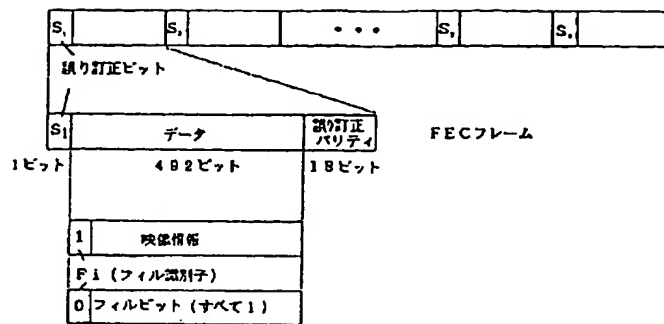 S₁ S₂ ・・・ S₇ S₈
誤り訂正ビット
S₁ データ 誤り訂正パリティ FECフレーム
1ビット 492ビット 18ビット
1 映像情報
Fi(フィル識別子)
0 フィルビット(すべて1)